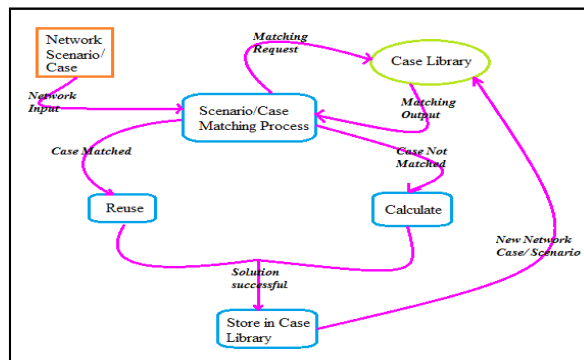 Network
Scenario/
Case
Matching
Request
Case Library
Network
Input
Scenario/Case
Matching Process
Matching
Output
Case Matched
Case Not
Matched
Reuse
Calculate
New Network
Case/ Scenario
Solution
successful
Store in Case
Library